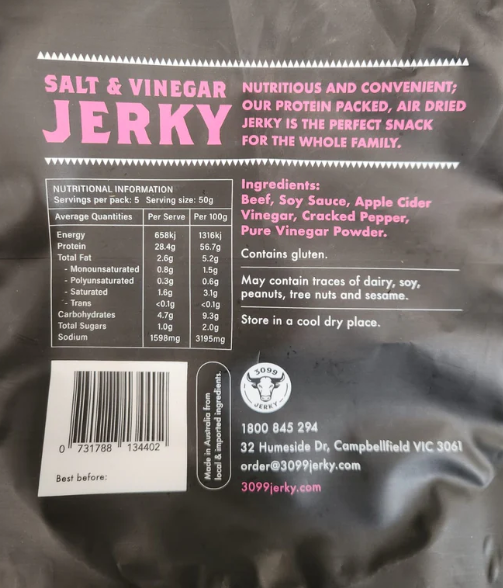 SALT & VINEGAR
JERKY
NUTRITIOUS AND CONVENIENT;
OUR PROTEIN PACKED, AIR DRIED
JERKY IS THE PERFECT SNACK
FOR THE WHOLE FAMILY.
NUTRITIONAL INFORMATION
Servings per pack: 5 Serving size: 50g
Average Quantities Per Serve Per 100g
Energy 658kj 1316kj
Protein 28.4g 56.7g
Total Fat 2.6g 5.2g
- Monounsaturated 0.8g 1.5g
- Polyunsaturated 0.3g 0.6g
- Saturated 1.6g 3.1g
- Trans <0.1g <0.1g
Carbohydrates 4.7g 9.3g
Total Sugars 1.0g 2.0g
Sodium 1598mg 3195mg
Ingredients:
Beef, Soy Sauce, Apple Cider
Vinegar, Cracked Pepper,
Pure Vinegar Powder.
Contains gluten.
May contain traces of dairy, soy,
peanuts, tree nuts and sesame.
Store in a cool dry place.
0 731788 134402
Best before:
Made in Australia from
local & imported ingredients.
3099
JERKY
1800 845 294
32 Humeside Dr, Campbellfield VIC 3061
order@3099jerky.com
3099jerky.com